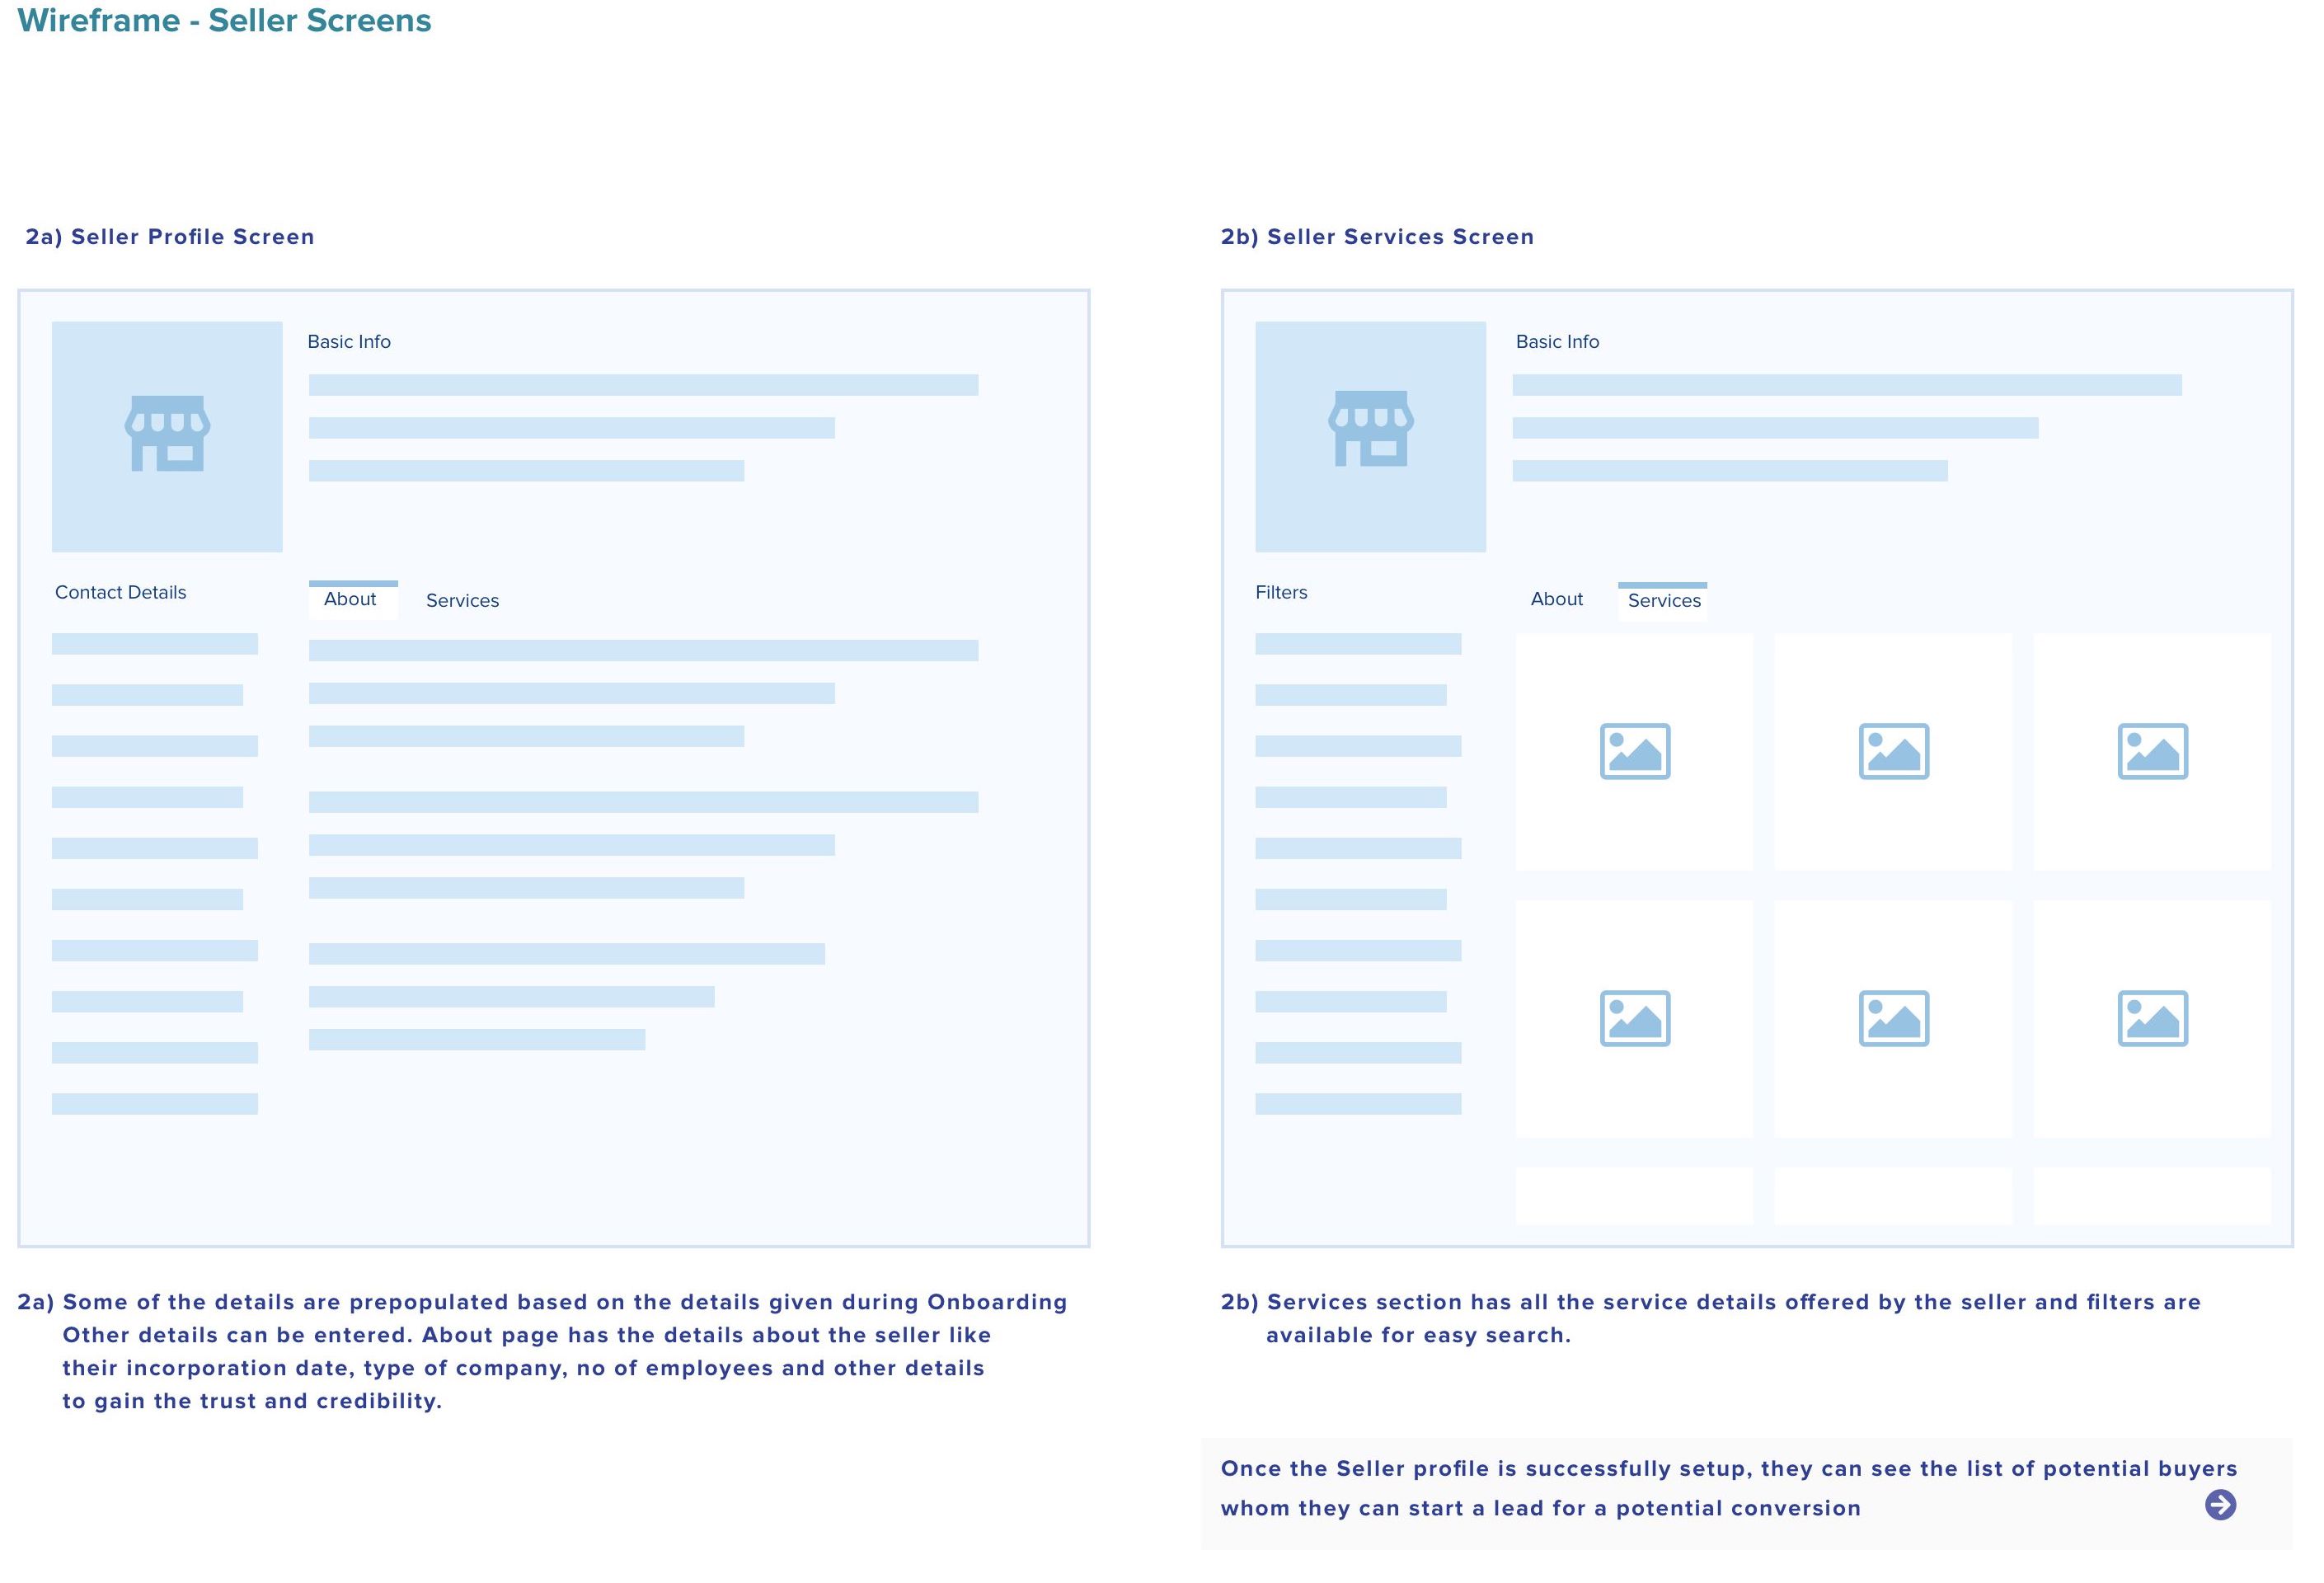 Wireframe - Seller Screens
2a) Seller Profile Screen
Basic Info
Contact Details
About
Services
2a) Some of the details are prepopulated based on the details given during Onboarding
Other details can be entered. About page has the details about the seller like
their incorporation date, type of company, no of employees and other details
to gain the trust and credibility.
2b) Seller Services Screen
Basic Info
Filters
About
Services
2b) Services section has all the service details offered by the seller and filters are
available for easy search.
Once the Seller profile is successfully setup, they can see the list of potential buyers
whom they can start a lead for a potential conversion